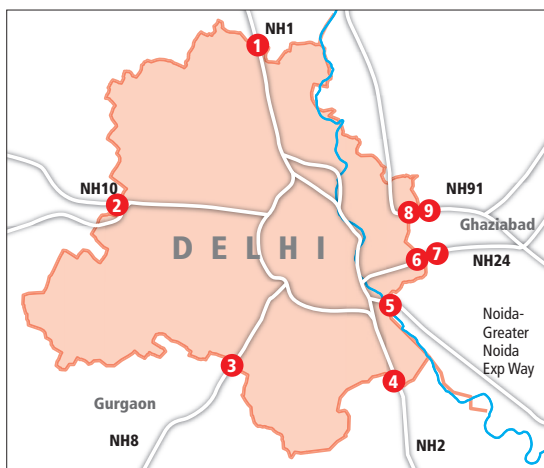 1 NH1
NH10
2
NH91
8 9
Ghaziabad
DELHI
6 7
NH24
5
Noida-
Greater
Noida
Exp Way
3
4
Gurgaon
NH8
NH2